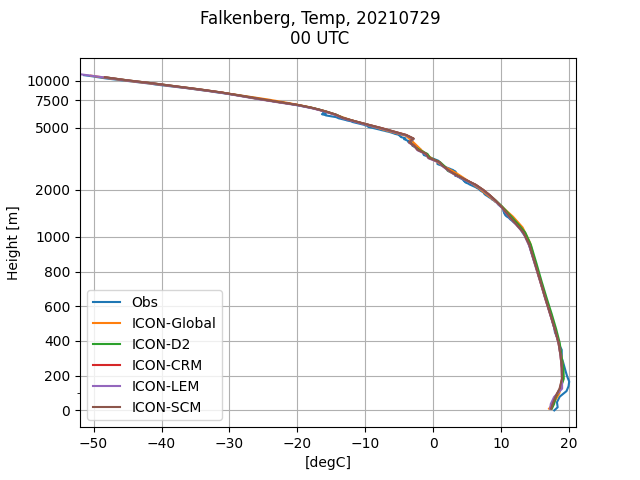 Falkenberg, Temp, 20210729
00 UTC
Height [m]
10000
7500
5000
2000
1000
800
600
400
200
0
Obs
ICON-Global
ICON-D2
ICON-CRM
ICON-LEM
ICON-SCM
−50 −40 −30 −20 −10 0 10 20
[degC]